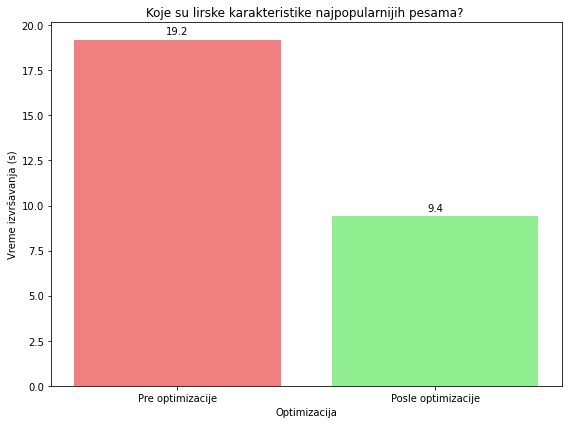 Koje su lirske karakteristike najpopularnijih pesama?
20.0
17.5
15.0
12.5
10.0
7.5
5.0
2.5
0.0
Vreme izvršavanja (s)
19.2
9.4
Pre optimizacije
Posle optimizacije
Optimizacija